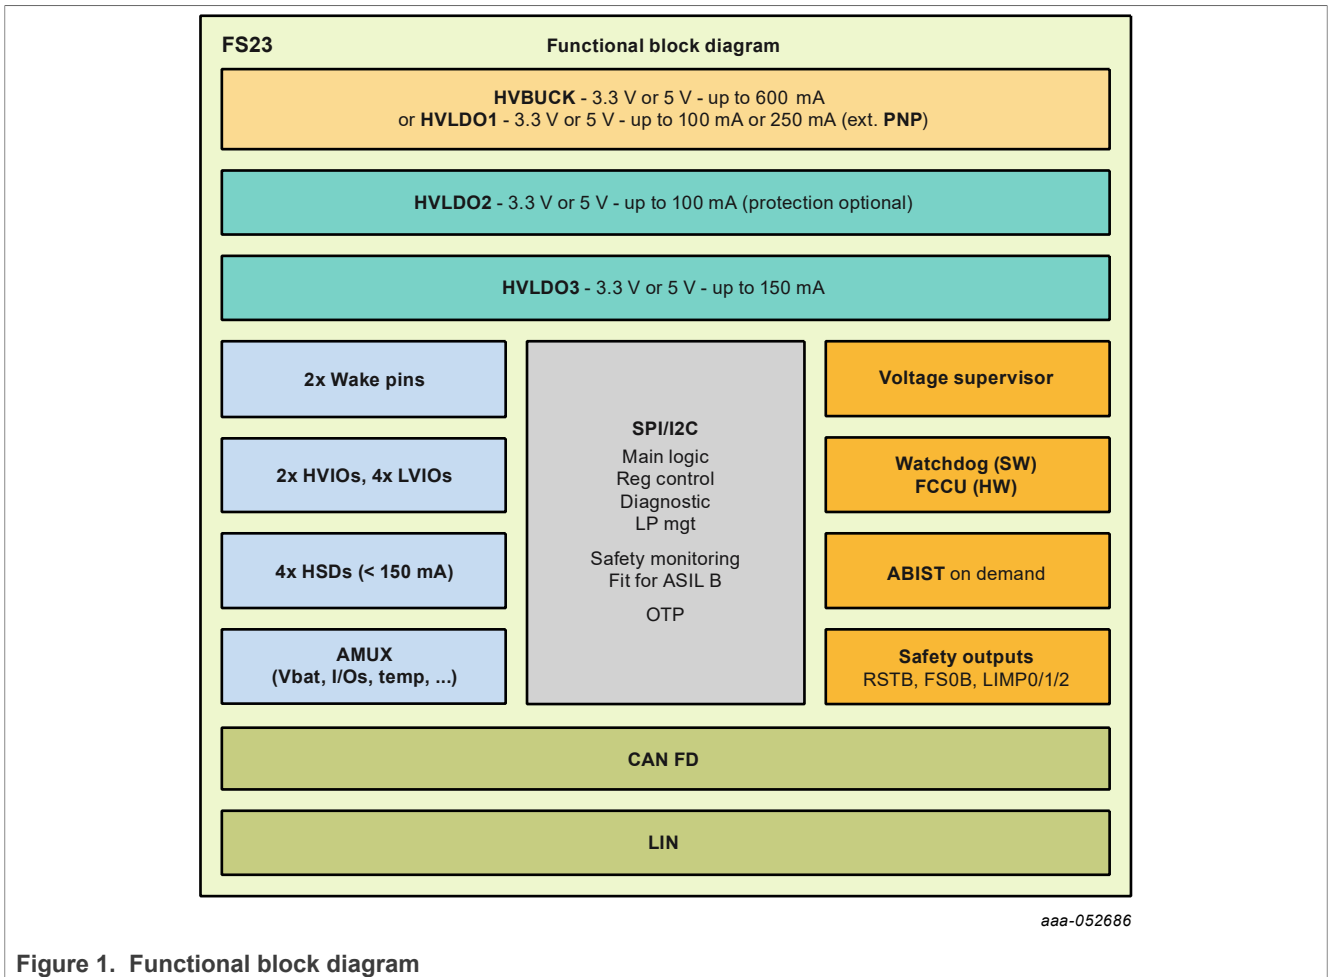 FS23
Functional block diagram
HVBUCK - 3.3 V or 5 V - up to 600 mA
or HVLDO1 - 3.3 V or 5 V - up to 100 mA or 250 mA (ext. PNP)
HVLDO2 - 3.3 V or 5 V - up to 100 mA (protection optional)
HVLDO3 - 3.3 V or 5 V - up to 150 mA
2x Wake pins
2x HVIOs, 4x LVIOs
4x HSDs (< 150 mA)
AMUX
(Vbat, I/Os, temp, ...)
SPI/I2C
Main logic
Reg control
Diagnostic
LP mgt
Safety monitoring
Fit for ASIL B
OTP
Voltage supervisor
Watchdog (SW)
FCCU (HW)
ABIST on demand
Safety outputs
RSTB, FS0B, LIMP0/1/2
CAN FD
LIN
aaa-052686
Figure 1. Functional block diagram